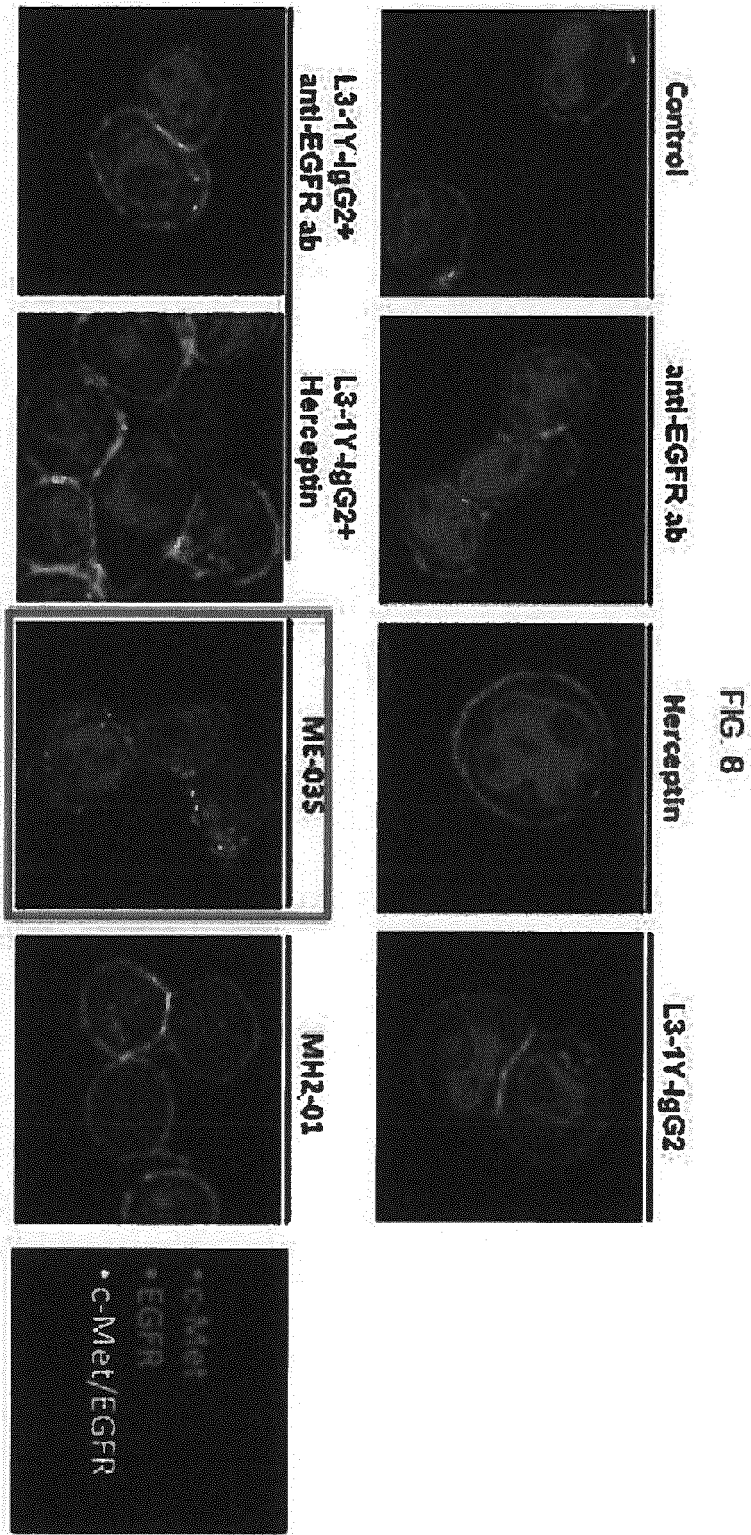 FIG. 8
Control
anti-EGFR ab
Herceptin
L3-1Y-IgG2
L3-1Y-IgG2+
anti-EGFR ab
L3-1Y-IgG2+
Herceptin
ME-03S
MH2-01
• c-Met
• EGFR
• c-Met/EGFR